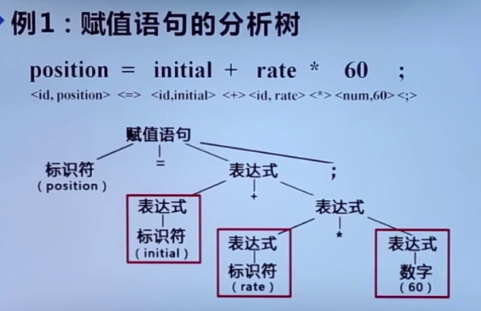 例1：赋值语句的分析树
position = initial + rate * 60 ;
<id, position> <=> <id,initial> <+> <id, rate> <*> <num,60> <;>
赋值语句
标识符 = 表达式 ;
(position)
表达式 + 表达式
标识符
(initial)
表达式 * 表达式
标识符 数字
(rate) (60)